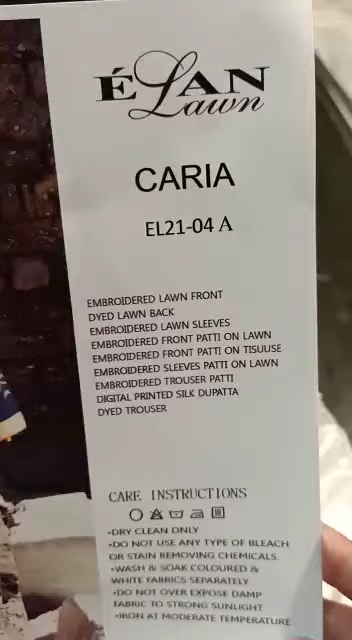 ÉLAN
Lawn
CARIA
EL21-04 A
EMBROIDERED LAWN FRONT
DYED LAWN BACK
EMBROIDERED LAWN SLEEVES
EMBROIDERED FRONT PATTI ON LAWN
EMBROIDERED FRONT PATTI ON TISUUSE
EMBROIDERED SLEEVES PATTI ON LAWN
EMBROIDERED TROUSER PATTI
DIGITAL PRINTED SILK DUPATTA
DYED TROUSER
CARE INSTRUCTIONS
•DRY CLEAN ONLY
•DO NOT USE ANY TYPE OF BLEACH
OR STAIN REMOVING CHEMICALS.
•WASH & SOAK COLOURED &
WHITE FABRICS SEPARATELY
•DO NOT OVER EXPOSE DAMP
FABRIC TO STRONG SUNLIGHT
•IRON AT MODERATE TEMPERATURE